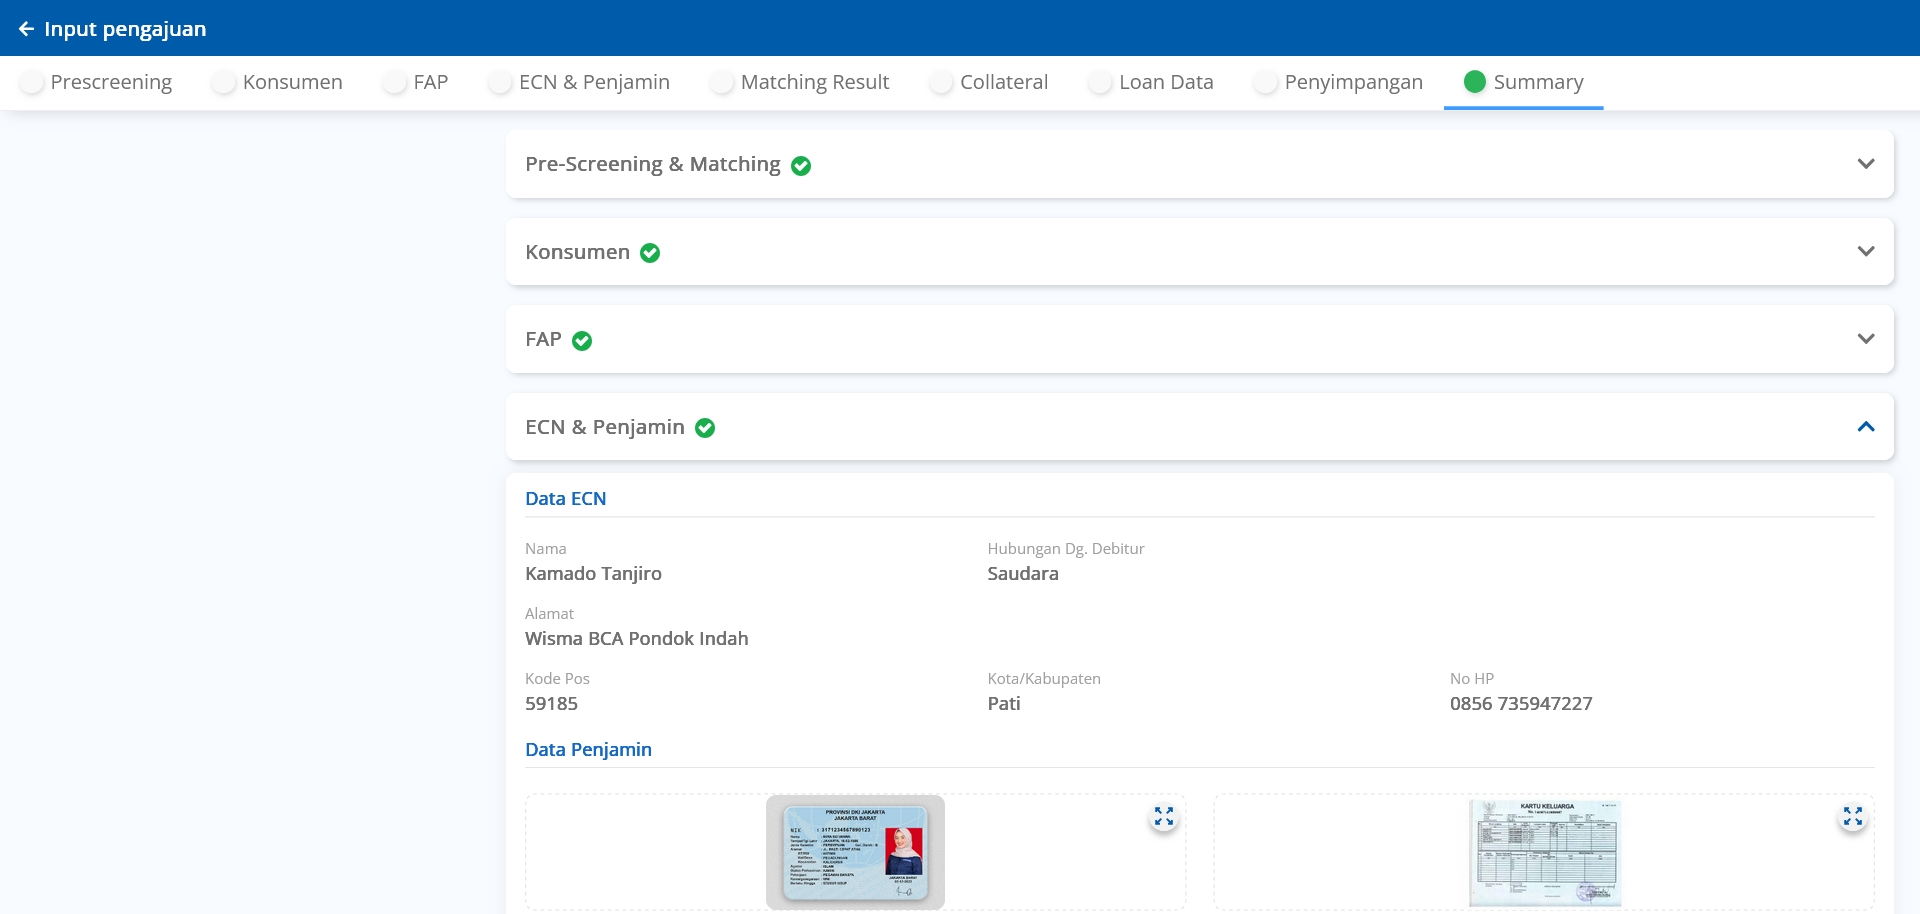 Input pengajuan
Prescreening Konsumen FAP ECN & Penjamin Matching Result Collateral Loan Data Penyimpangan Summary
Pre-Screening & Matching
Konsumen
FAP
ECN & Penjamin
Data ECN
Nama Hubungan Dg. Debitur
Kamado Tanjiro Saudara
Alamat
Wisma BCA Pondok Indah
Kode Pos Kota/Kabupaten No HP
59185 Pati 0856 735947227
Data Penjamin
PROVINSI DKI JAKARTA
JAKARTA BARAT
NIK : 3171234567890123
KARTU KELUARGA